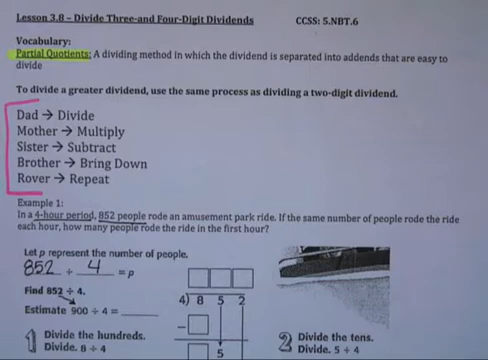 Lesson 3.8 – Divide Three-and Four-Digit Dividends CCSS: 5.NBT.6
Vocabulary:
Partial Quotients: A dividing method in which the dividend is separated into addends that are easy to
divide
To divide a greater dividend, use the same process as dividing a two-digit dividend.
Dad → Divide
Mother → Multiply
Sister → Subtract
Brother → Bring Down
Rover → Repeat
Example 1:
In a 4-hour period, 852 people rode an amusement park ride. If the same number of people rode the ride
each hour, how many people rode the ride in the first hour?
Let p represent the number of people.
852 ÷ 4 = p
Find 852 ÷ 4.
4) 8 5 2
Estimate 900 ÷ 4 = ______
–
1 Divide the hundreds.
Divide. 8 ÷ 4
5
2 Divide the tens.
Divide. 5 ÷ 4